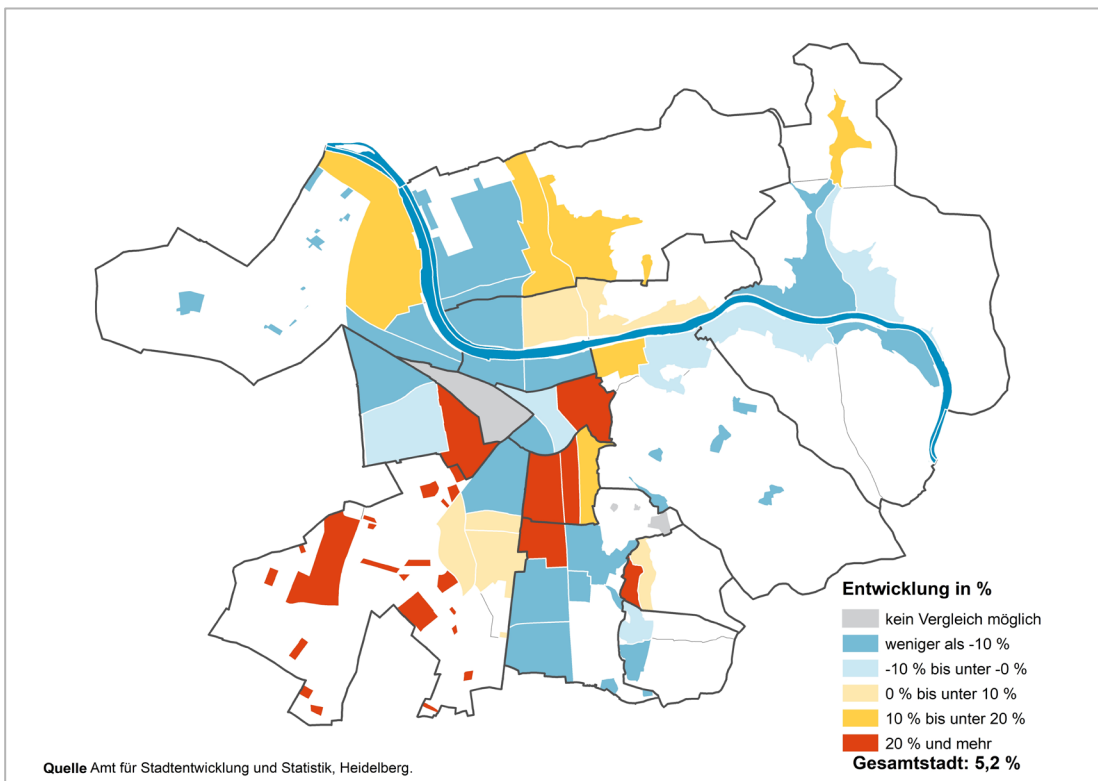 Entwicklung in %
kein Vergleich möglich
weniger als -10 %
-10 % bis unter -0 %
0 % bis unter 10 %
10 % bis unter 20 %
20 % und mehr
Gesamtstadt: 5,2 %
Quelle Amt für Stadtentwicklung und Statistik, Heidelberg.